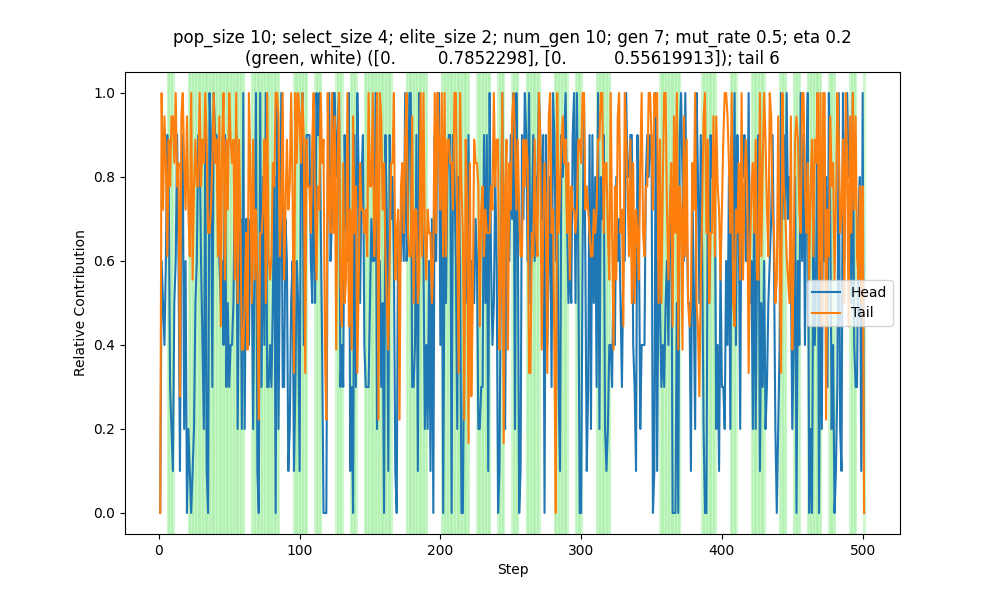 pop_size 10; select_size 4; elite_size 2; num_gen 10; gen 7; mut_rate 0.5; eta 0.2
(green, white) ([0.         0.7852298], [0.         0.55619913]); tail 6
1.0
0.8
0.6
0.4
0.2
0.0
Relative Contribution
Head
Tail
0
100
200
300
400
500
Step